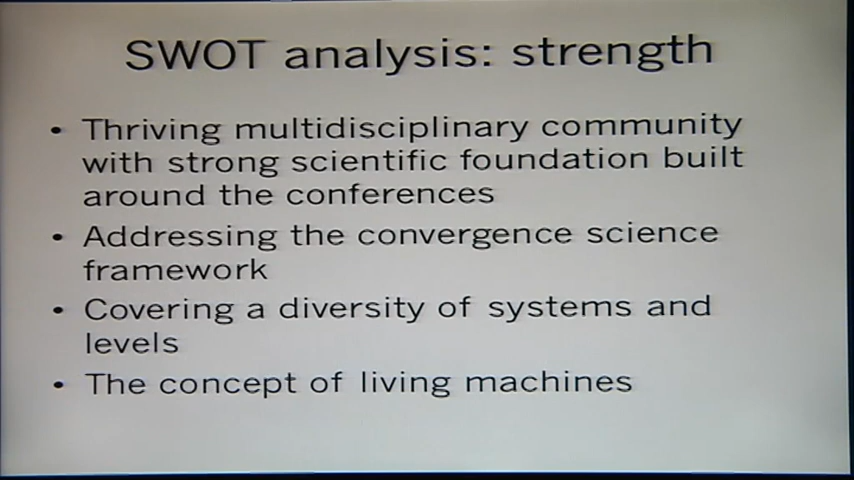 SWOT analysis: strength
• Thriving multidisciplinary community
with strong scientific foundation built
around the conferences
• Addressing the convergence science
framework
• Covering a diversity of systems and
levels
• The concept of living machines